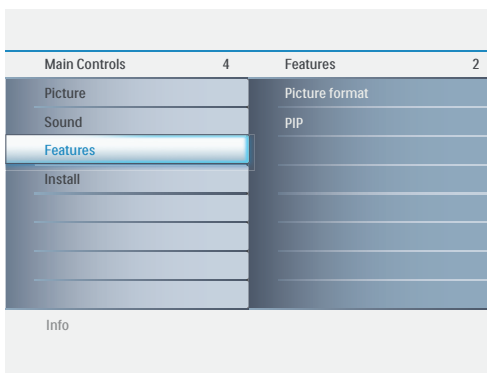 Main Controls 4 Features 2
Picture Picture format
Sound PIP
Features
Install
Info